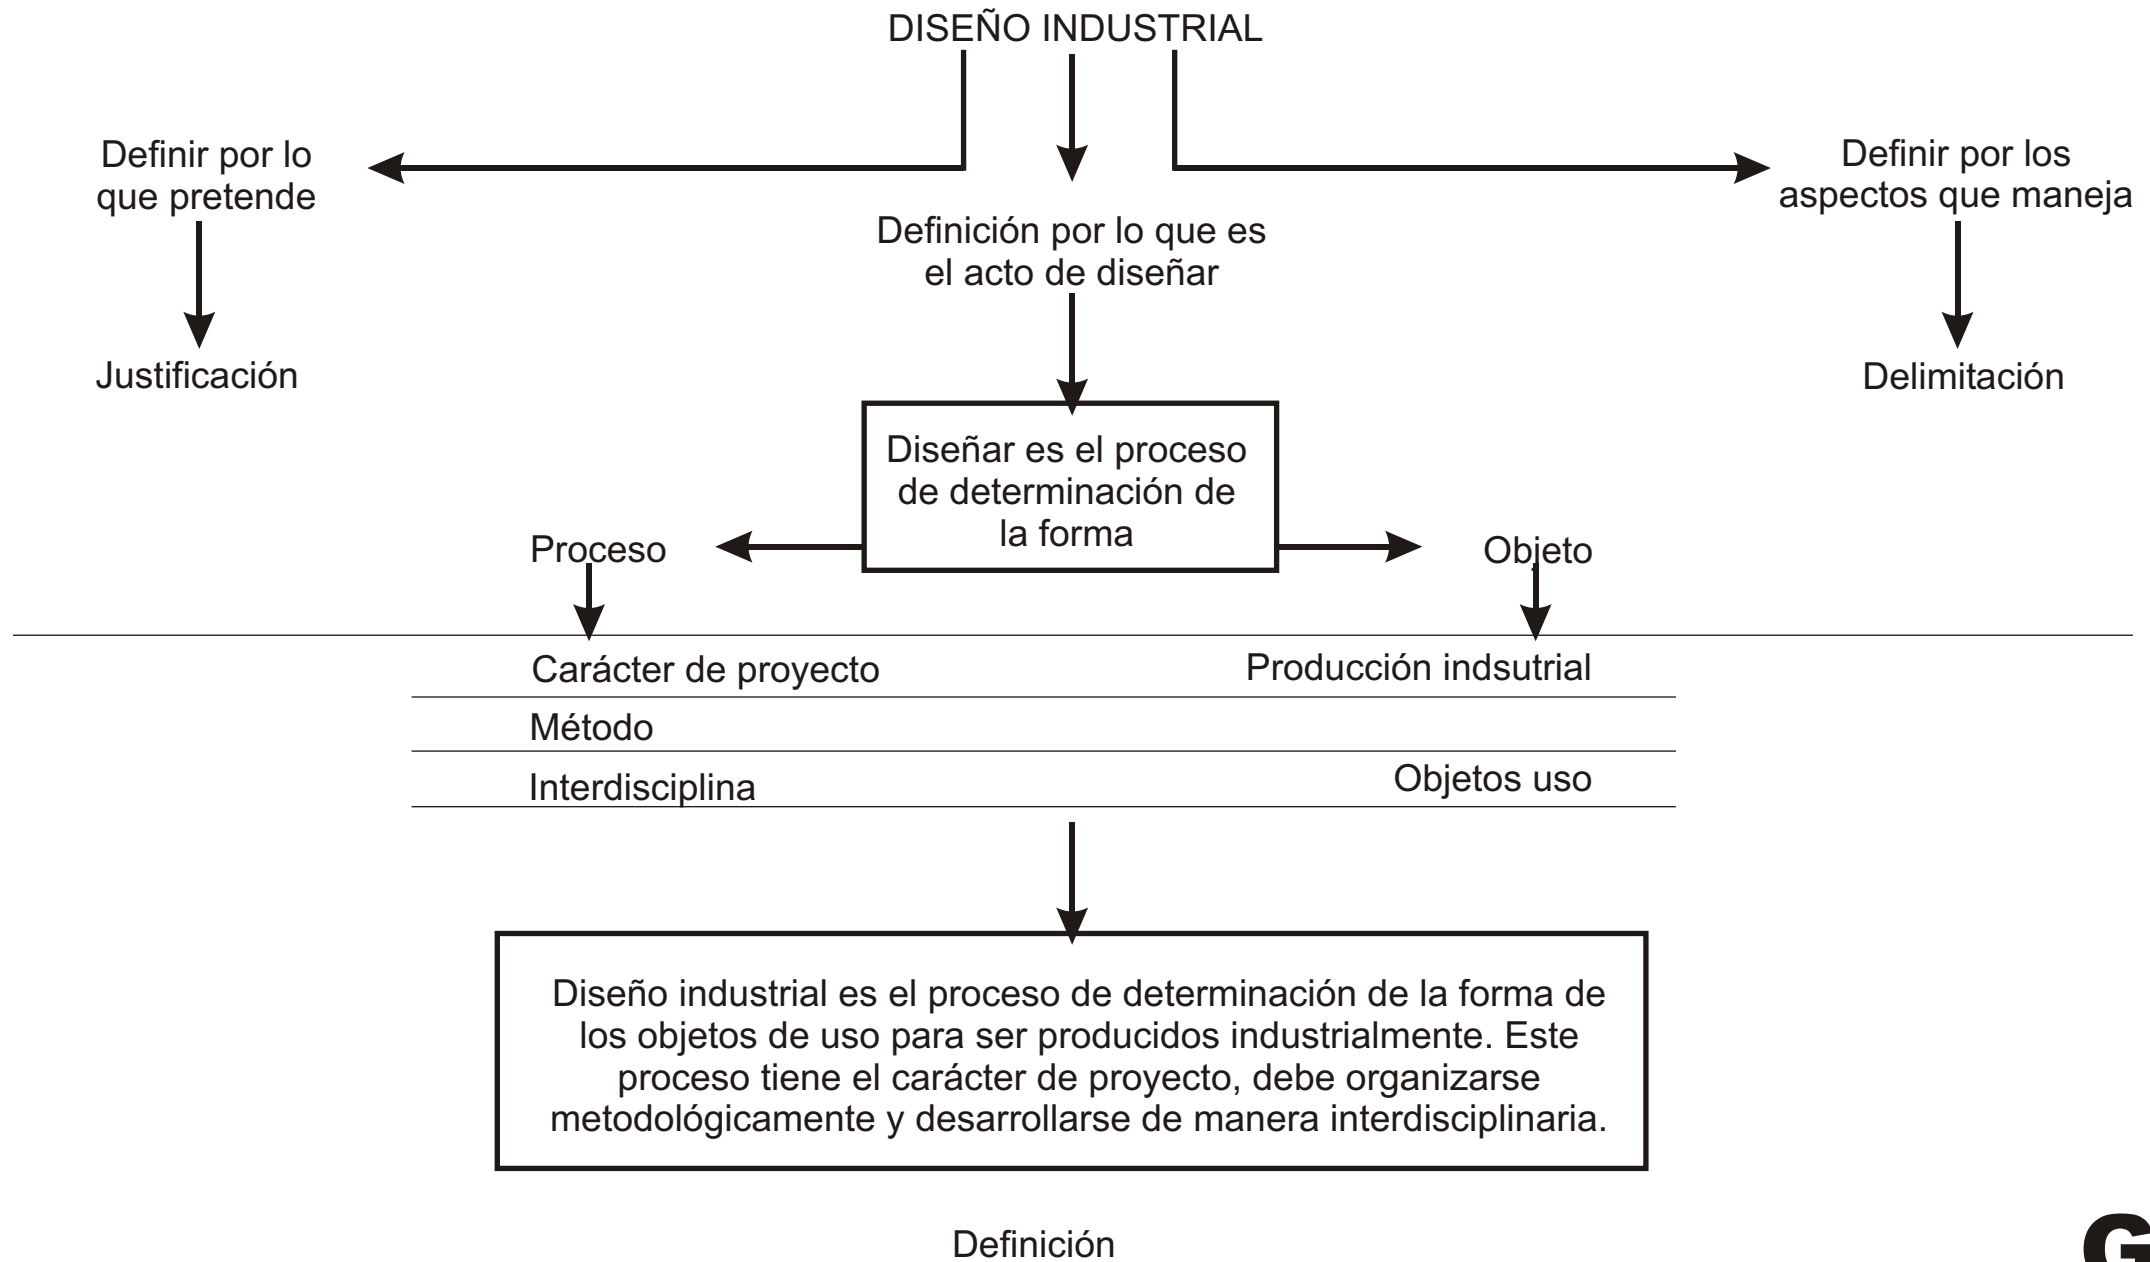 DISEÑO INDUSTRIAL
Definir por lo
que pretende
Definir por los
aspectos que maneja
Definición por lo que es
el acto de diseñar
Justificación
Delimitación
Diseñar es el proceso
de determinación de
la forma
Proceso
Objeto
Carácter de proyecto
Producción indsutrial
Método
Interdisciplina
Objetos uso
Diseño industrial es el proceso de determinación de la forma de
los objetos de uso para ser producidos industrialmente. Este
proceso tiene el carácter de proyecto, debe organizarse
metodológicamente y desarrollarse de manera interdisciplinaria.
Definición
G